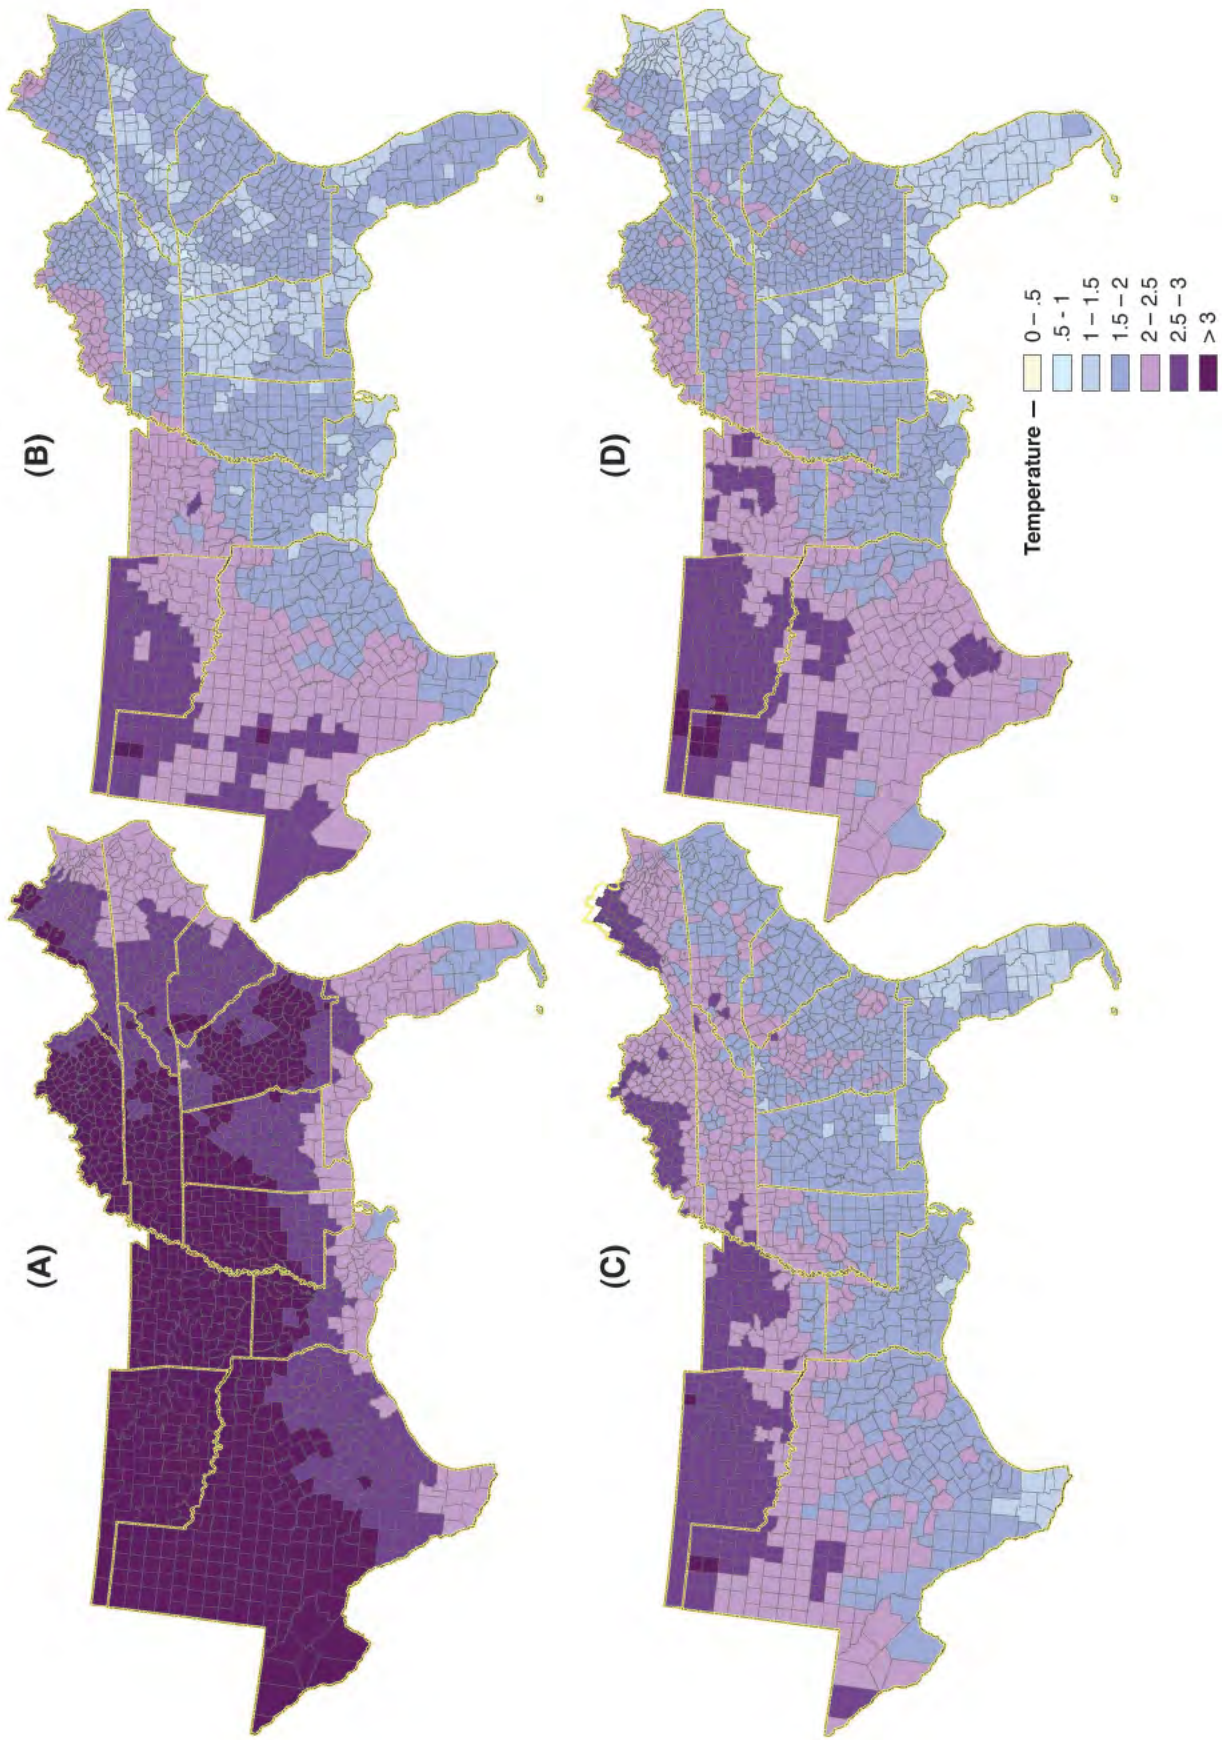 (A)
(B)
(C)
(D)
Temperature –
0 – .5
.5 - 1
1 – 1.5
1.5 – 2
2 – 2.5
2.5 – 3
> 3